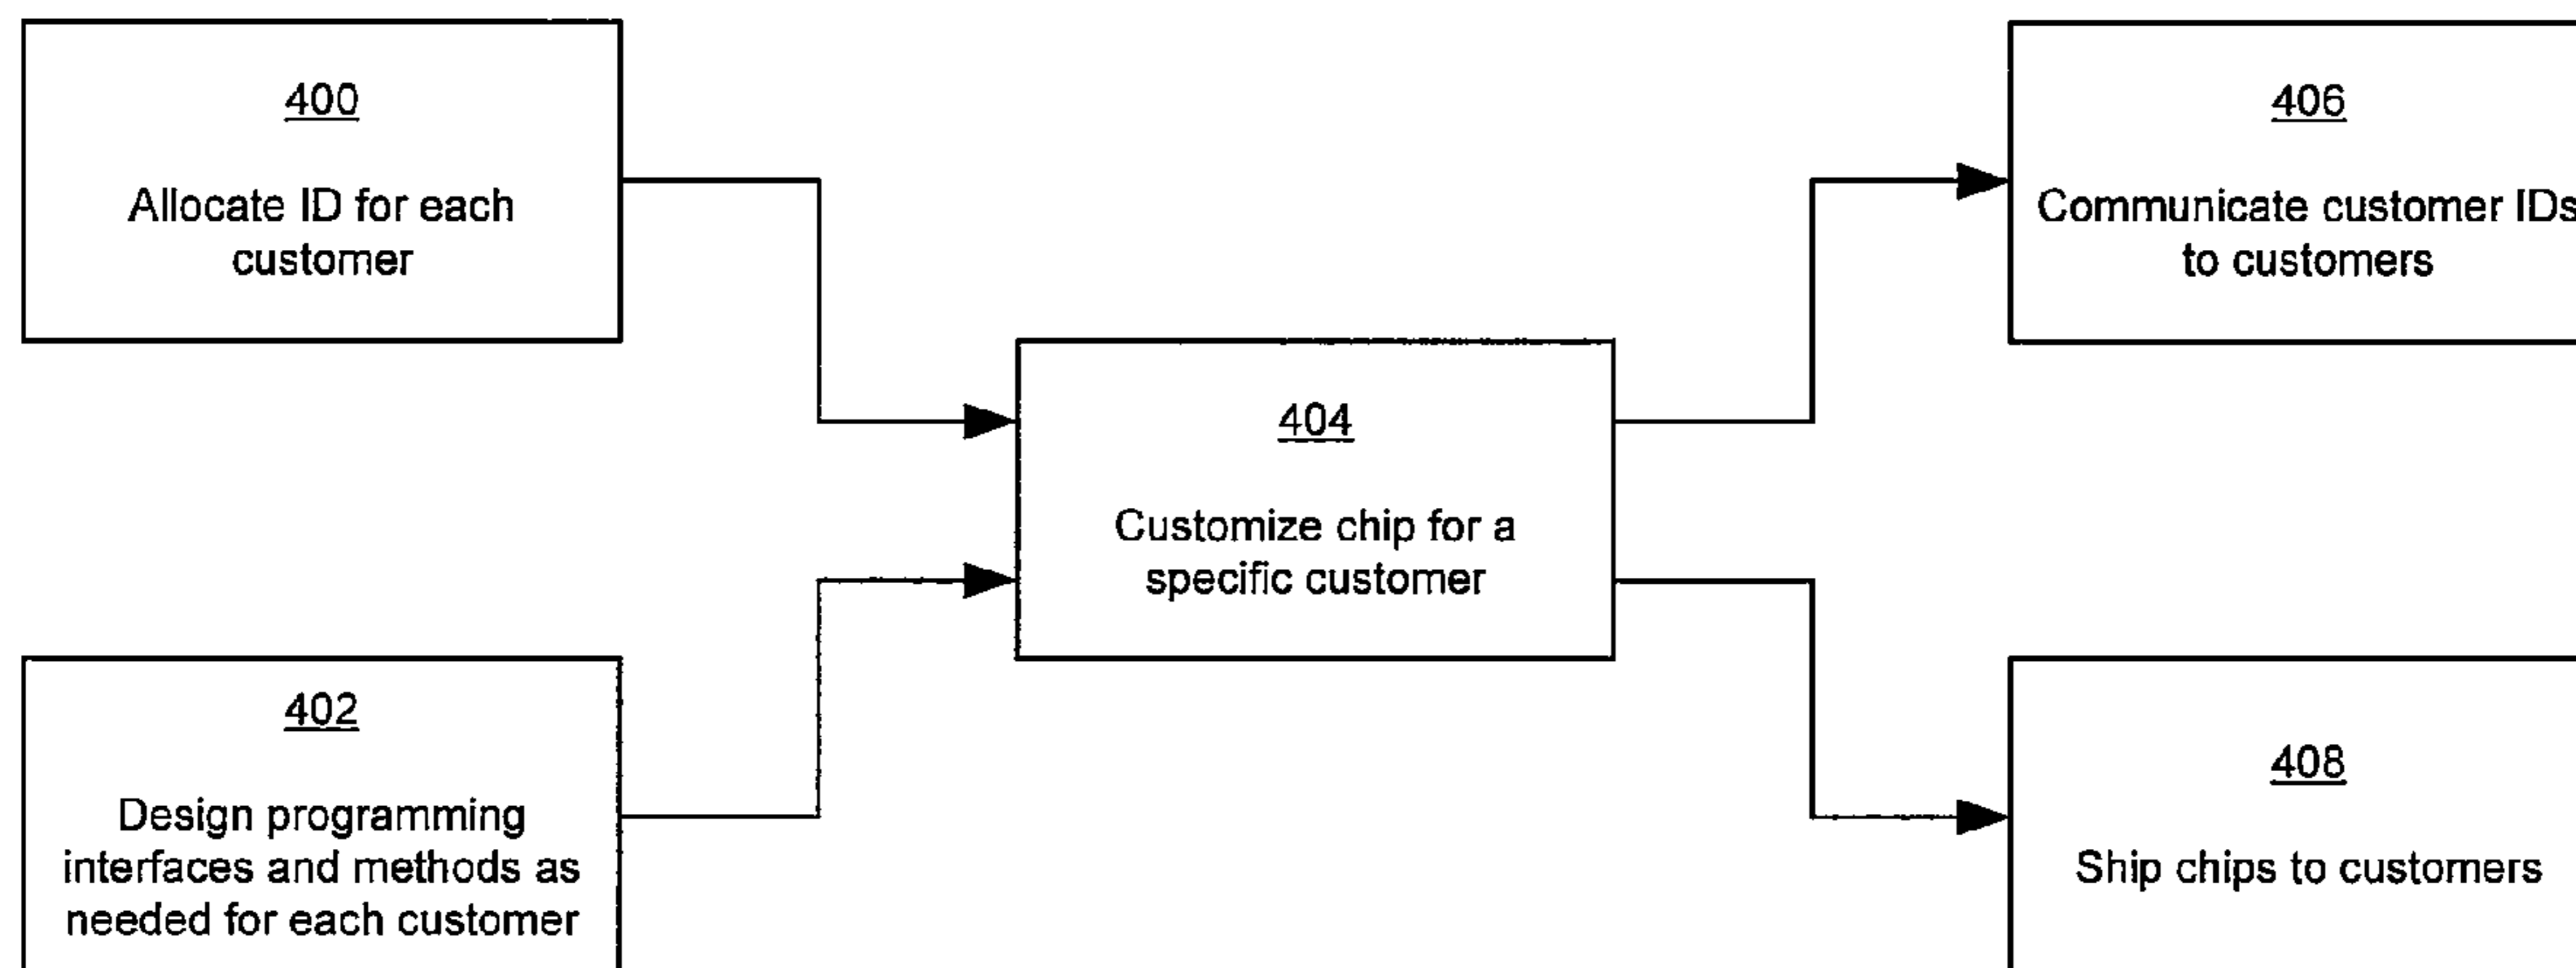 400
Allocate ID for each
customer
402
Design programming
interfaces and methods as
needed for each customer
404
Customize chip for a
specific customer
406
Communicate customer IDs
to customers
408
Ship chips to customers